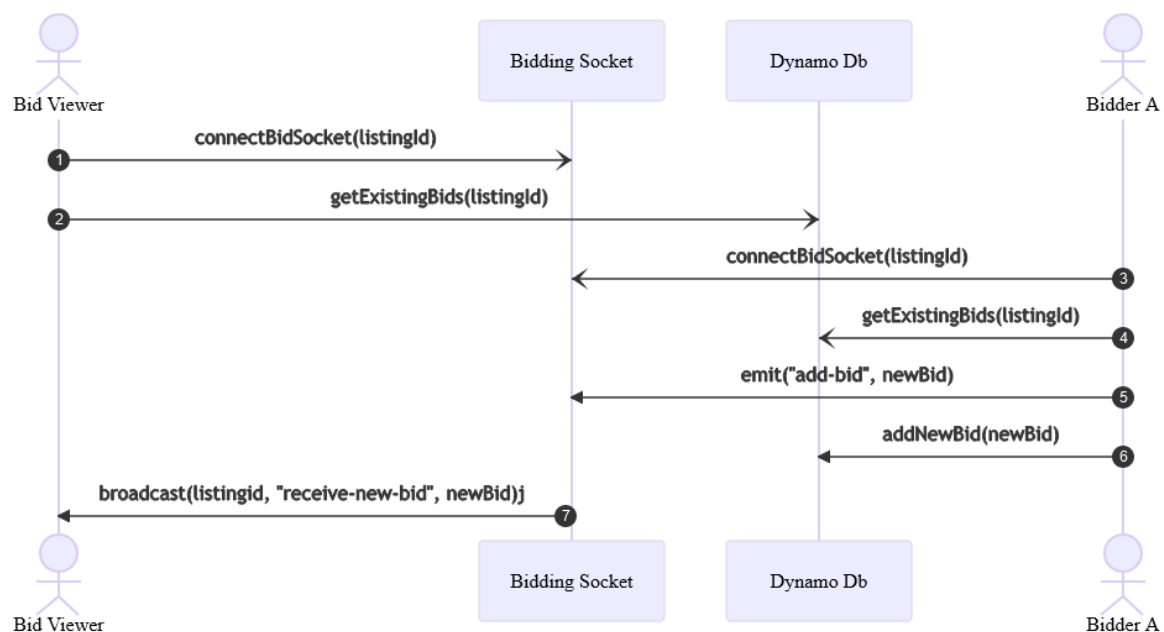 Bidding Socket
Dynamo Db
Bid Viewer
Bidder A
connectBidSocket(listingId)
1
getExistingBids(listingId)
2
connectBidSocket(listingId)
3
getExistingBids(listingId)
4
emit("add-bid", newBid)
5
addNewBid(newBid)
6
broadcast(listingid, "receive-new-bid", newBid)j
7
Bidding Socket
Dynamo Db
Bid Viewer
Bidder A